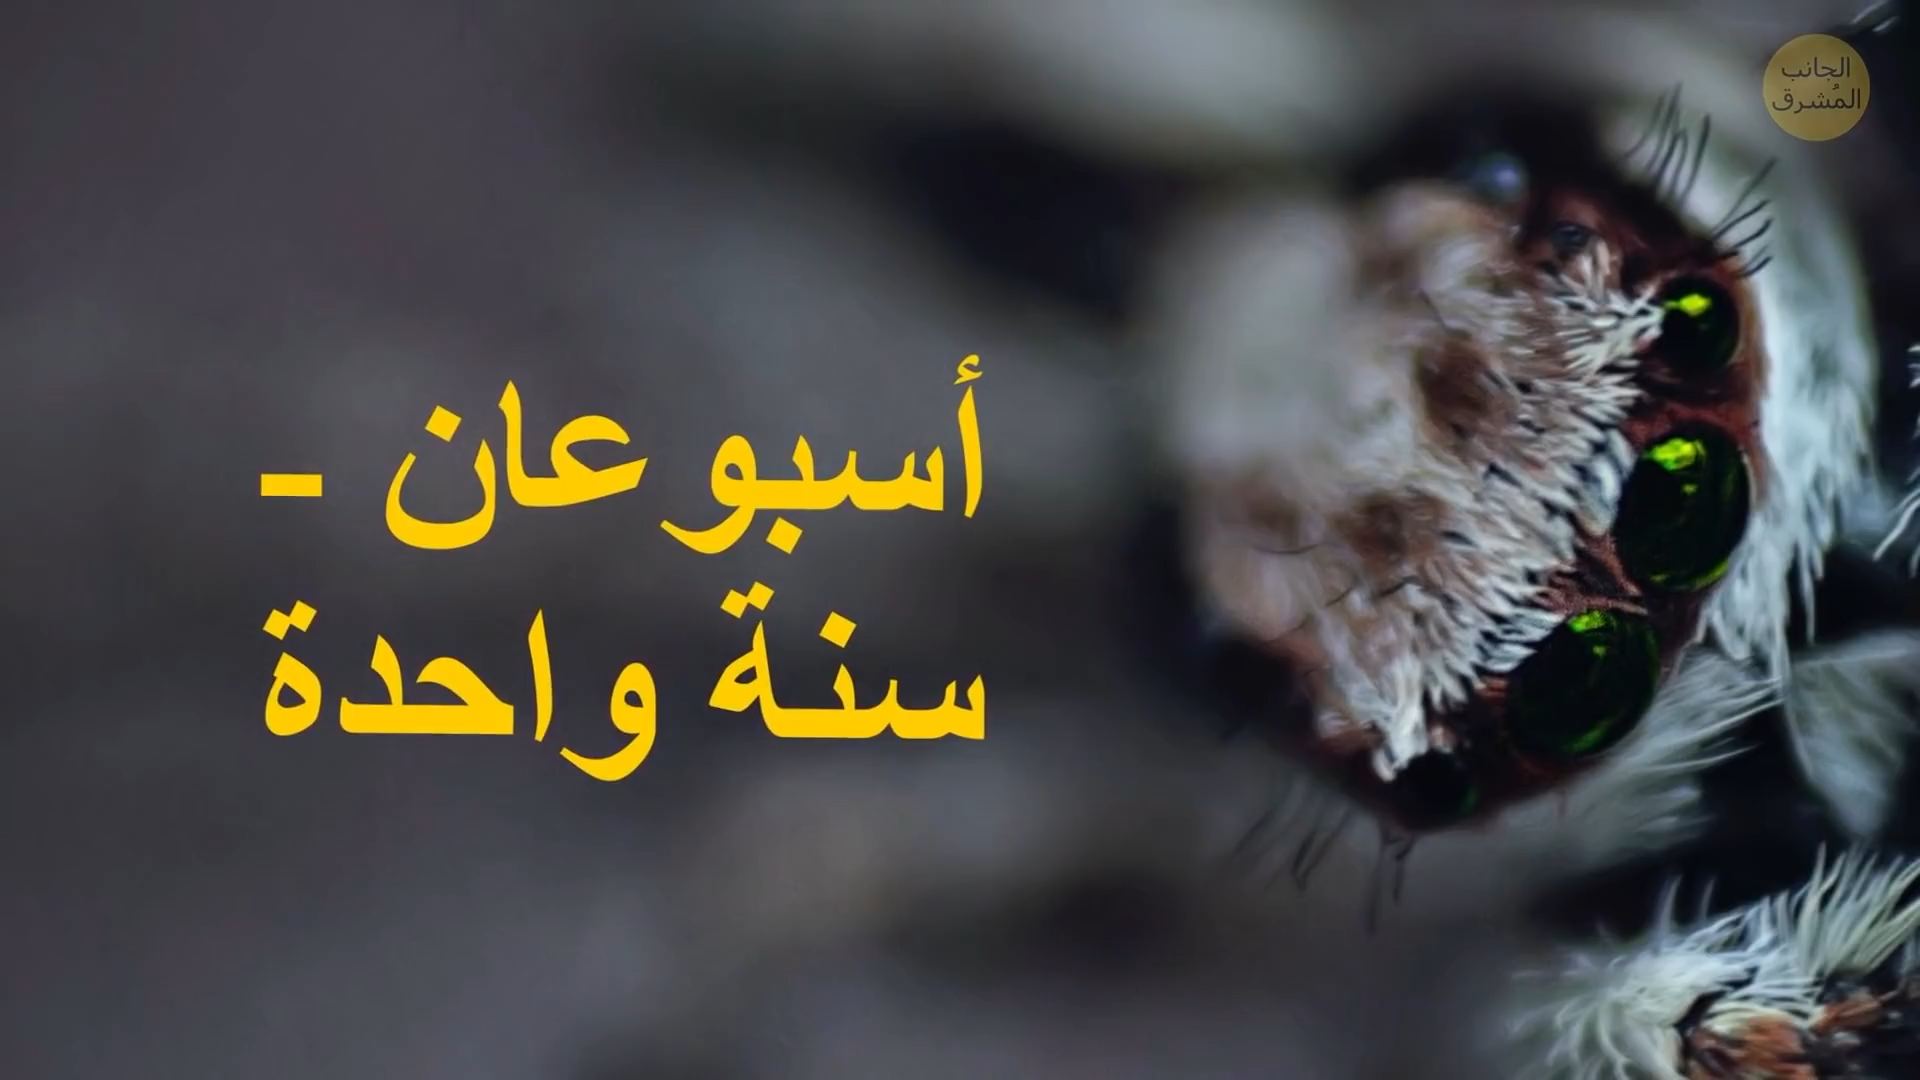 الجانب
المُشرق
أسبوعان -
سنة واحدة